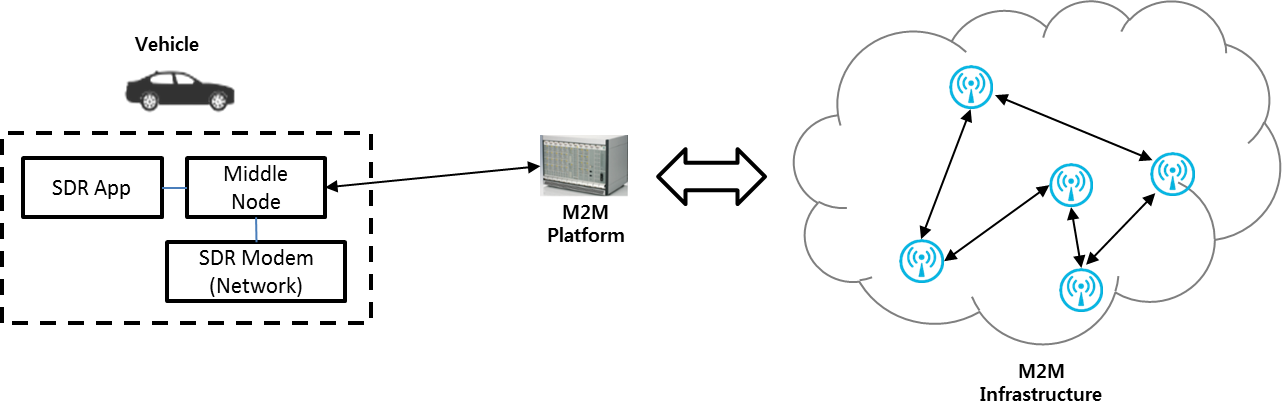 Vehicle
SDR App
Middle
Node
SDR Modem
(Network)
M2M
Platform
M2M
Infrastructure